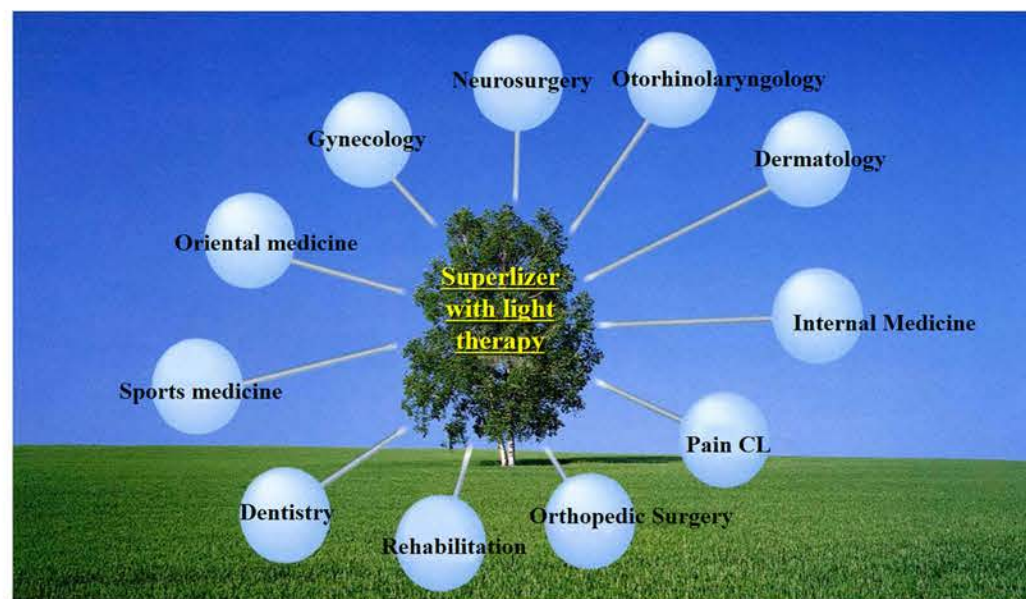 Neurosurgery
Otorhinolaryngology
Gynecology
Dermatology
Oriental medicine
Superlizer
with light
therapy
Internal Medicine
Sports medicine
Pain CL
Dentistry
Orthopedic Surgery
Rehabilitation